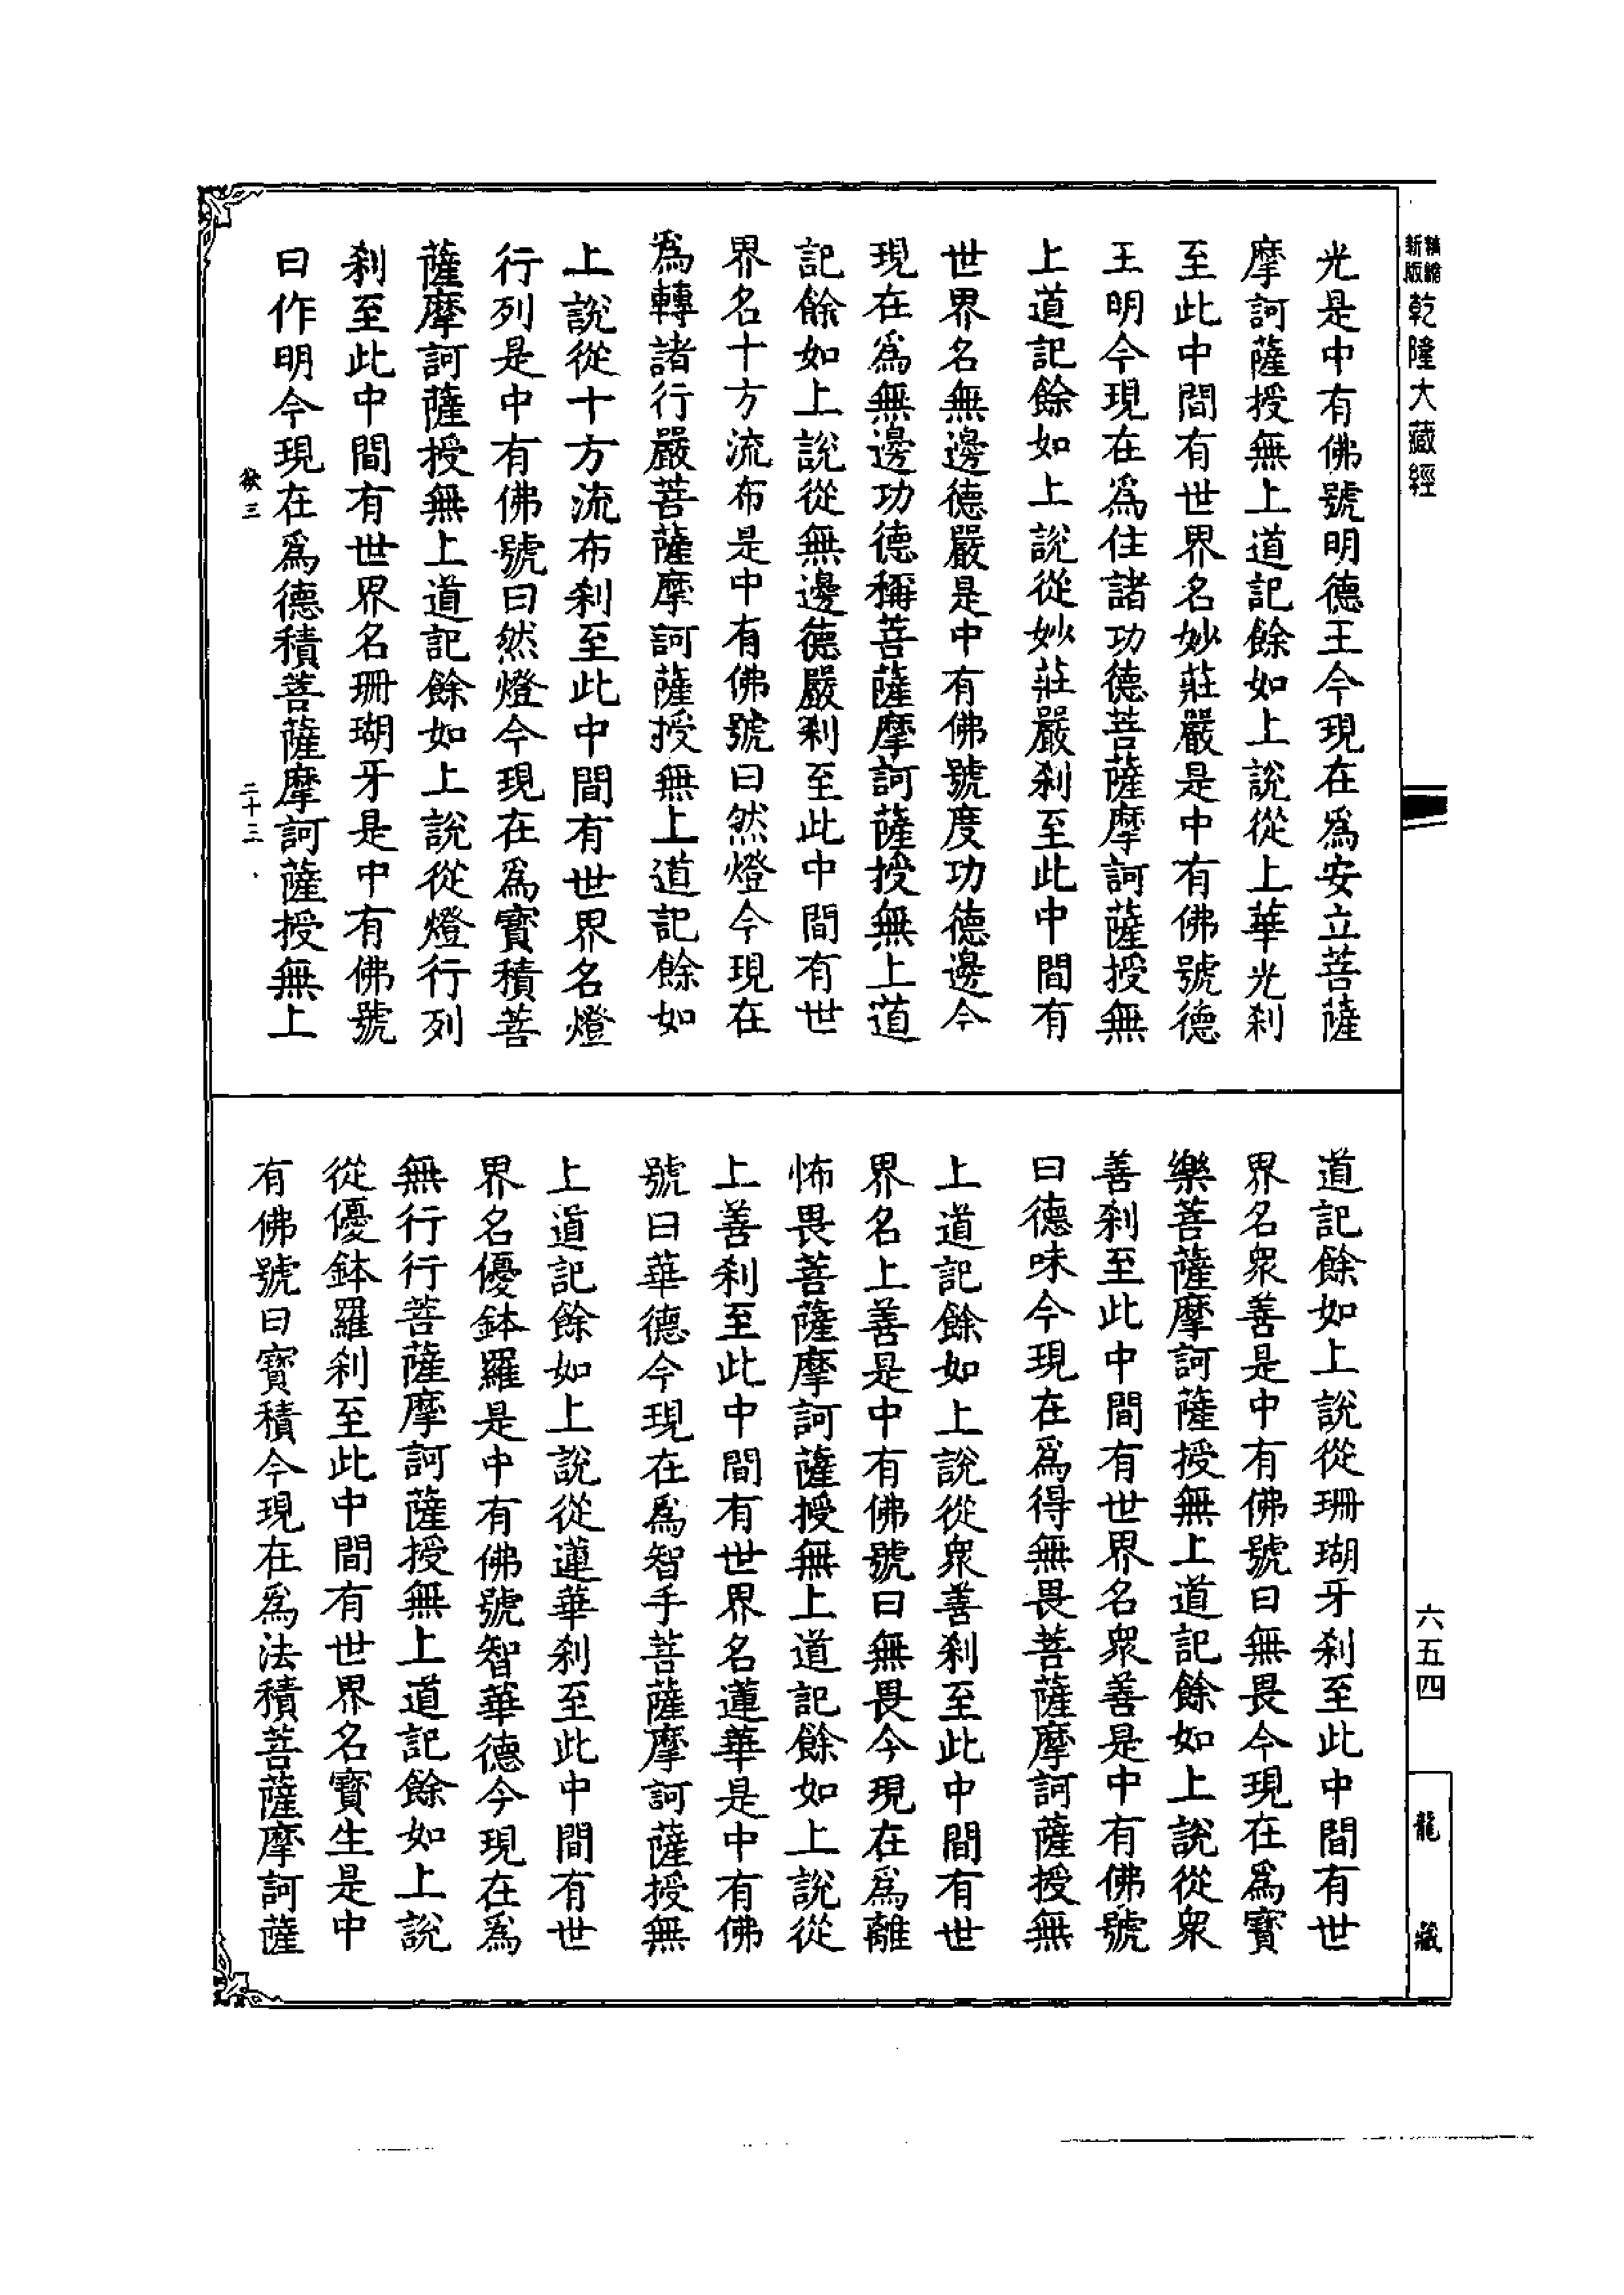 精縮新版乾隆大藏經
光是中有佛號明德王今現在爲安立菩薩
摩訶薩授無上道記餘如上說從上華光刹
至此中間有世界名妙莊嚴是中有佛號德
王明今現在爲住諸功德菩薩摩訶薩授無
上道記餘如上說從妙莊嚴刹至此中間有
世界名無邊德嚴是中有佛號度功德邊今
現在爲無邊功德稱菩薩摩訶薩授無上道
記餘如上說從無邊德嚴刹至此中間有世
界名十方流布是中有佛號曰然燈今現在
爲轉諸行嚴菩薩摩訶薩授無上道記餘如
上說從十方流布刹至此中間有世界名燈
行列是中有佛號曰然燈今現在爲寶積菩
薩摩訶薩授無上道記餘如上說從燈行列
刹至此中間有世界名珊瑚牙是中有佛號
曰作明今現在爲德積菩薩摩訶薩授無上
欲三
二十三
道記餘如上說從珊瑚牙刹至此中間有世
界名衆善是中有佛號曰無畏今現在爲寶
樂菩薩摩訶薩授無上道記餘如上說從衆
善刹至此中間有世界名衆善是中有佛號
曰德味今現在爲得無畏菩薩摩訶薩授無
上道記餘如上說從衆善刹至此中間有世
界名上善是中有佛號曰無畏今現在爲離
怖畏菩薩摩訶薩授無上道記餘如上說從
上善刹至此中間有世界名蓮華是中有佛
號曰華德今現在爲智手菩薩摩訶薩授無
上道記餘如上說從蓮華刹至此中間有世
界名優鉢羅是中有佛號智華德今現在爲
無行行菩薩摩訶薩授無上道記餘如上說
從優鉢羅刹至此中間有世界名寶生是中
有佛號曰寶積今現在爲法積菩薩摩訶薩
六五四
龍藏